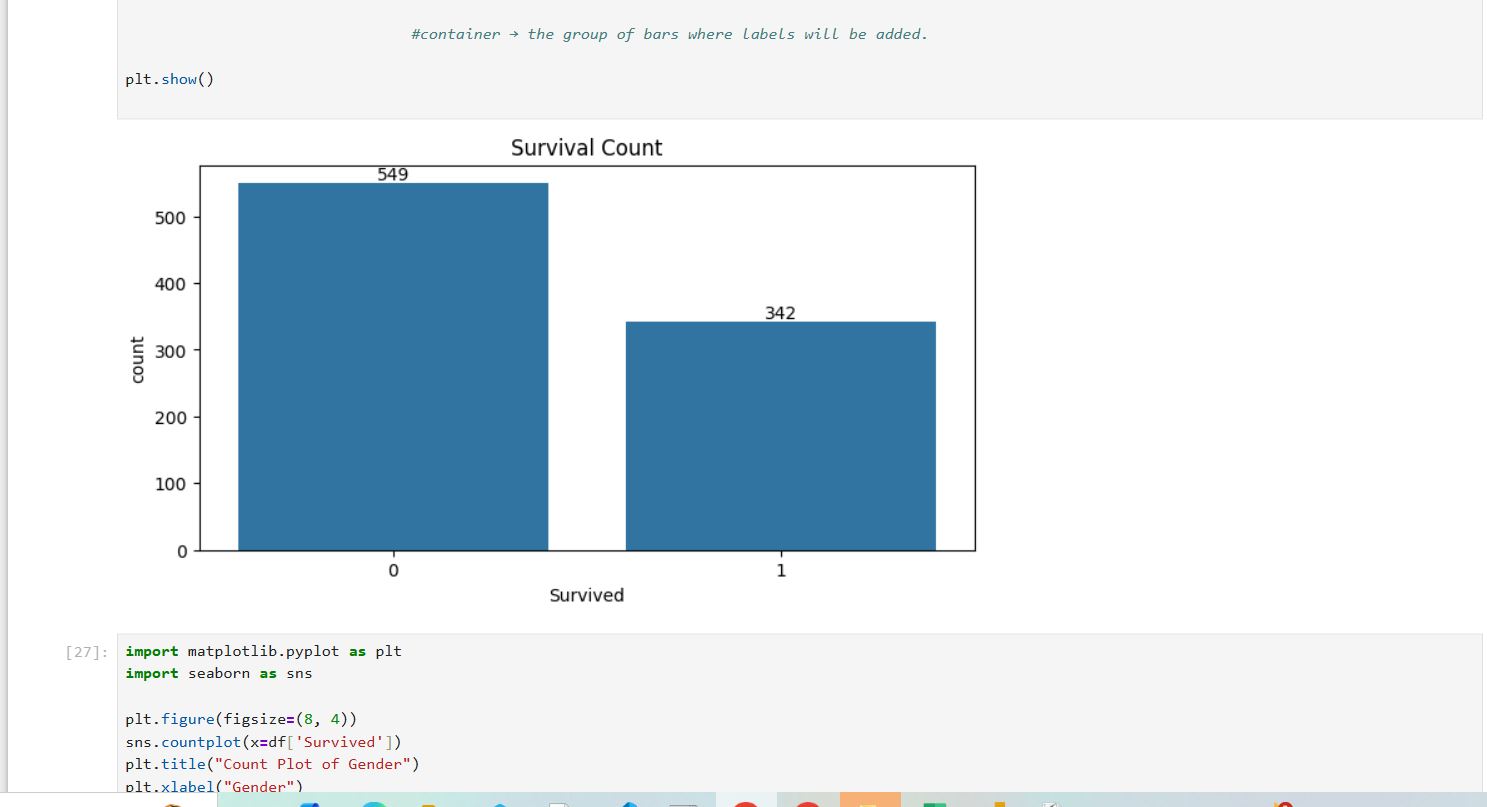 #container → the group of bars where labels will be added.
plt.show()
Survival Count
549
500
400
342
300
count
200
100
0
0 1
Survived
[27]: import matplotlib.pyplot as plt
import seaborn as sns
plt.figure(figsize=(8, 4))
sns.countplot(x=df['Survived'])
plt.title("Count Plot of Gender")
plt.xlabel("Gender")